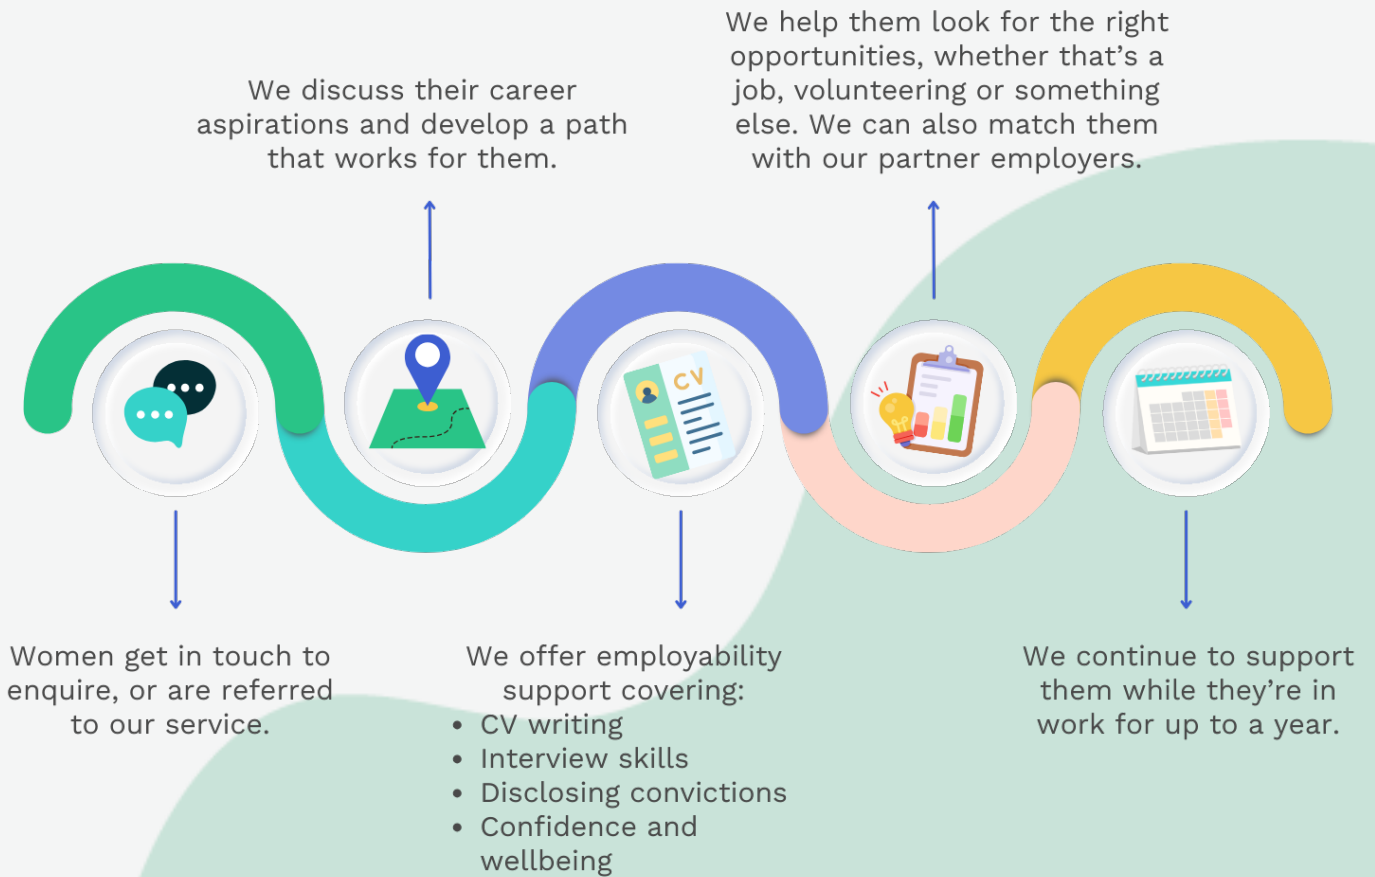 Women get in touch to
enquire, or are referred
to our service.
We discuss their career
aspirations and develop a path
that works for them.
CV
We offer employability
support covering:
• CV writing
• Interview skills
• Disclosing convictions
• Confidence and
wellbeing
We help them look for the right
opportunities, whether that’s a
job, volunteering or something
else. We can also match them
with our partner employers.
We continue to support
them while they’re in
work for up to a year.